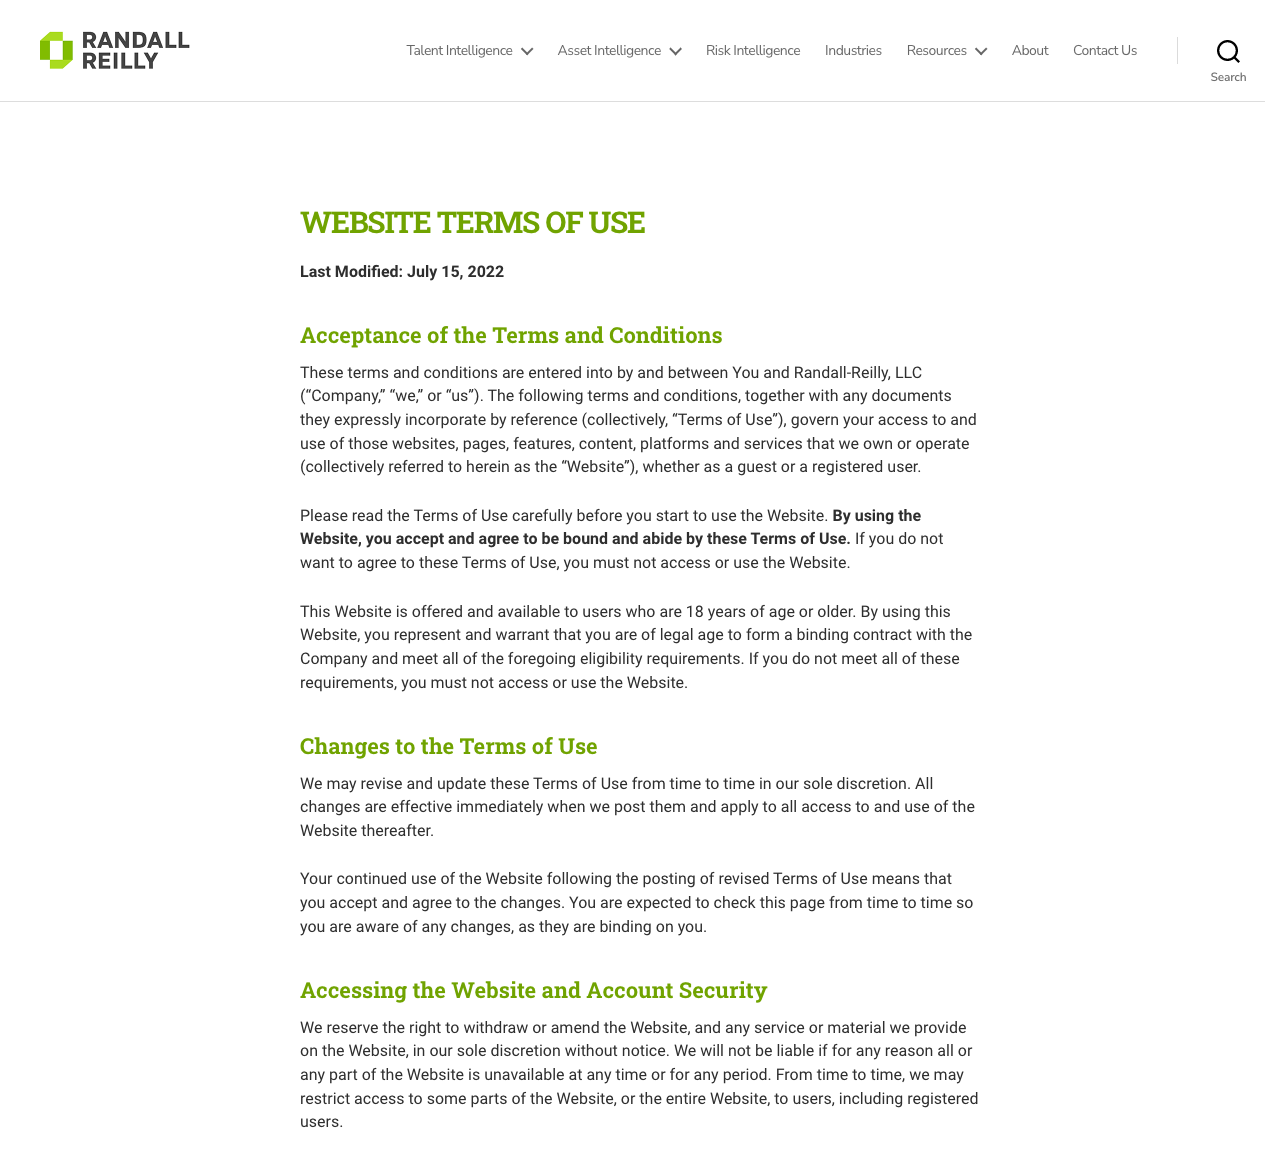 RANDALL
REILLY
Talent Intelligence
Asset Intelligence
Risk Intelligence
Industries
Resources
About
Contact Us
Search
WEBSITE TERMS OF USE
Last Modified: July 15, 2022
Acceptance of the Terms and Conditions
These terms and conditions are entered into by and between You and Randall-Reilly, LLC
(“Company,” “we,” or “us”). The following terms and conditions, together with any documents
they expressly incorporate by reference (collectively, “Terms of Use”), govern your access to and
use of those websites, pages, features, content, platforms and services that we own or operate
(collectively referred to herein as the “Website”), whether as a guest or a registered user.
Please read the Terms of Use carefully before you start to use the Website. By using the
Website, you accept and agree to be bound and abide by these Terms of Use. If you do not
want to agree to these Terms of Use, you must not access or use the Website.
This Website is offered and available to users who are 18 years of age or older. By using this
Website, you represent and warrant that you are of legal age to form a binding contract with the
Company and meet all of the foregoing eligibility requirements. If you do not meet all of these
requirements, you must not access or use the Website.
Changes to the Terms of Use
We may revise and update these Terms of Use from time to time in our sole discretion. All
changes are effective immediately when we post them and apply to all access to and use of the
Website thereafter.
Your continued use of the Website following the posting of revised Terms of Use means that
you accept and agree to the changes. You are expected to check this page from time to time so
you are aware of any changes, as they are binding on you.
Accessing the Website and Account Security
We reserve the right to withdraw or amend the Website, and any service or material we provide
on the Website, in our sole discretion without notice. We will not be liable if for any reason all or
any part of the Website is unavailable at any time or for any period. From time to time, we may
restrict access to some parts of the Website, or the entire Website, to users, including registered
users.